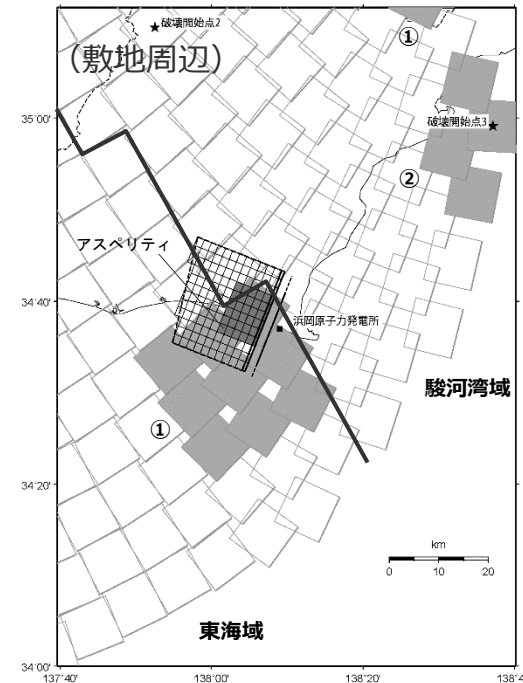 ①
★破壊開始点2
（敷地周辺）
35°00'
破壊開始点3★
②
アスペリティ
34°40'
浜岡原子力発電所
駿河湾域
①
34°20'
km
0 10 20
東海域
34°00'
137°40' 138°00' 138°20' 138°4